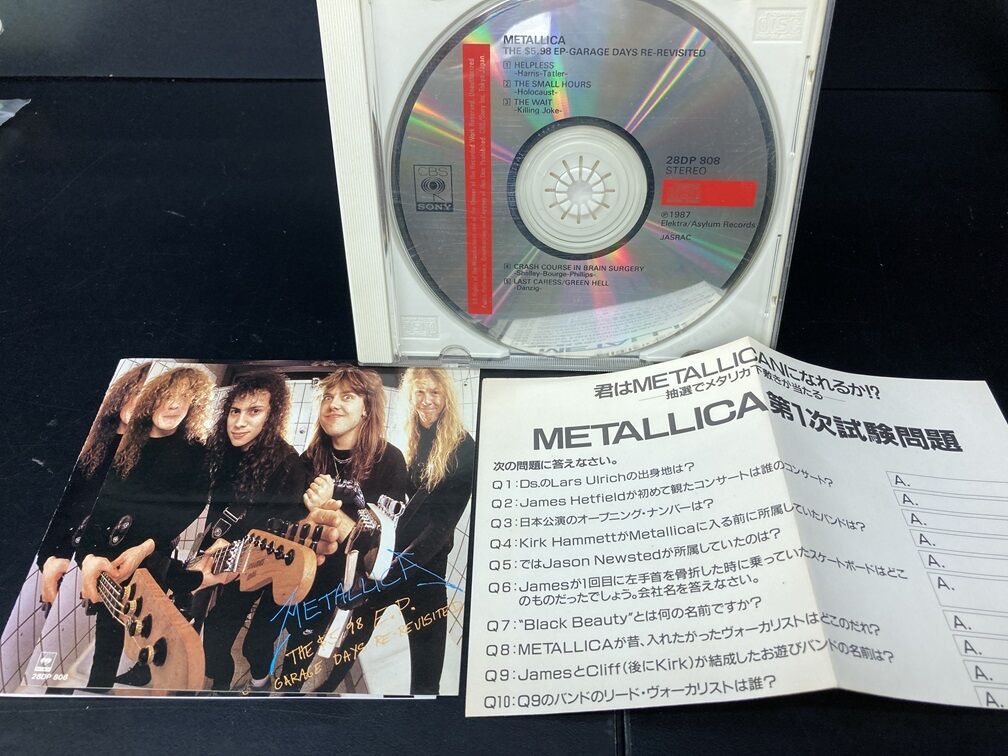 METALLICA
THE $5.98 EP-GARAGE DAYS RE-REVISITED
1 HELPLESS
-Harris-Tatler-
2 THE SMALL HOURS
-Holocaust-
3 THE WAIT
-Killing Joke-
CBS
SONY
28DP 808
STEREO
℗1987
Elektra/Asylum Records
JASRAC
4 CRASH COURSE IN BRAIN SURGERY
-Shelley-Bourge-Phillips-
5 LAST CARESS/GREEN HELL
-Danzig-
METALLICA
THE $5.98 E.P.
GARAGE DAYS RE-REVISITED
28DP 808
君はMETALLICANになれるか!?
抽選でメタリカ下敷きが当たる
METALLICA第1次試験問題
次の問題に答えなさい。
Q1:Ds.のLars Ulrichの出身地は?
Q2:James Hetfieldが初めて観たコンサートは誰のコンサート?
Q3:日本公演のオープニング・ナンバーは?
Q4:Kirk HammettがMetallicaに入る前に所属していたバンドは?
Q5:ではJason Newstedが所属していたのは?
Q6:Jamesが1回目に左手首を骨折した時に乗っていたスケートボードはどこ
のものだったでしょう。会社名を答えなさい。
Q7:"Black Beauty"とは何の名前ですか?
Q8:METALLICAが昔、入れたがったヴォーカリストはどこのだれ?
Q9:JamesとCliff(後にKirk)が結成したお遊びバンドの名前は?
Q10:Q9のバンドのリード・ヴォーカリストは誰?
A.
A.
A.
A.
A.
A.
A.
A.
A.
A.